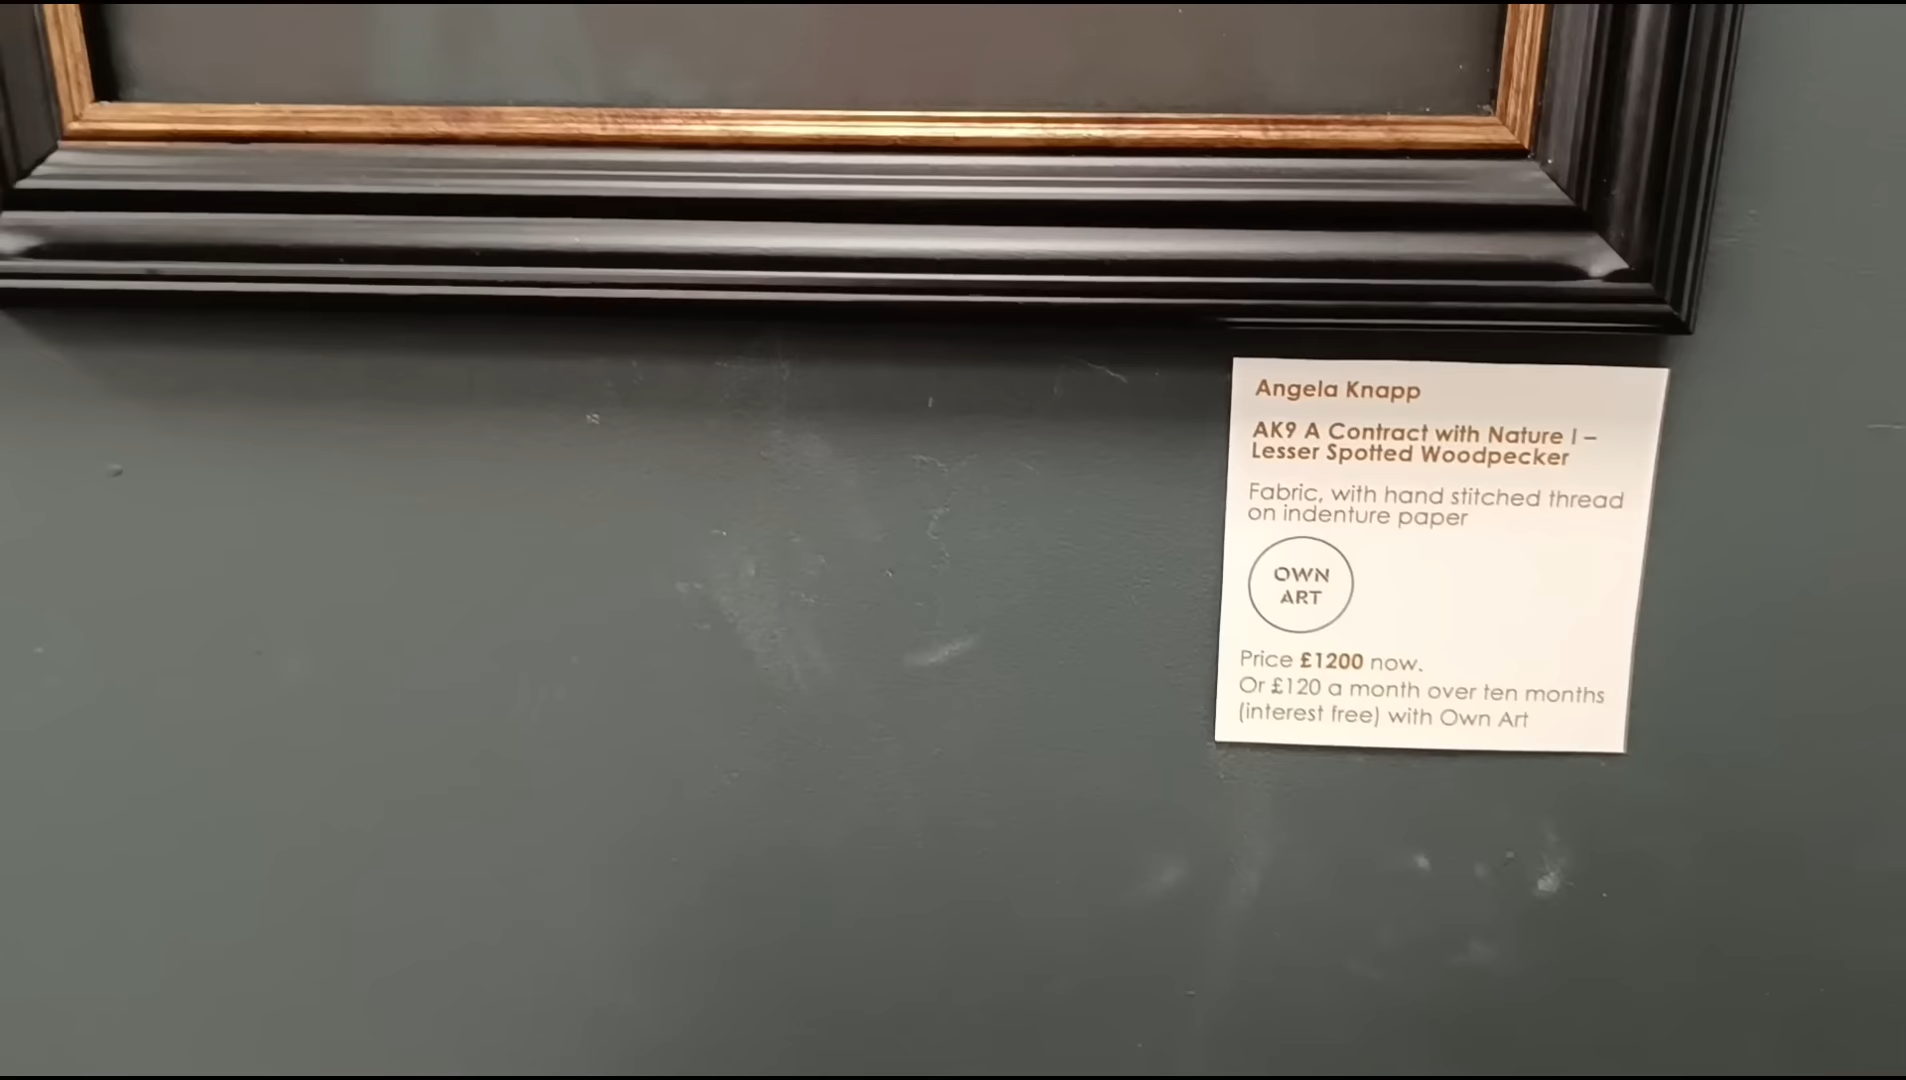 Angela Knapp
AK9 A Contract with Nature I –
Lesser Spotted Woodpecker
Fabric, with hand stitched thread
on indenture paper
OWN
ART
Price £1200 now.
Or £120 a month over ten months
(interest free) with Own Art